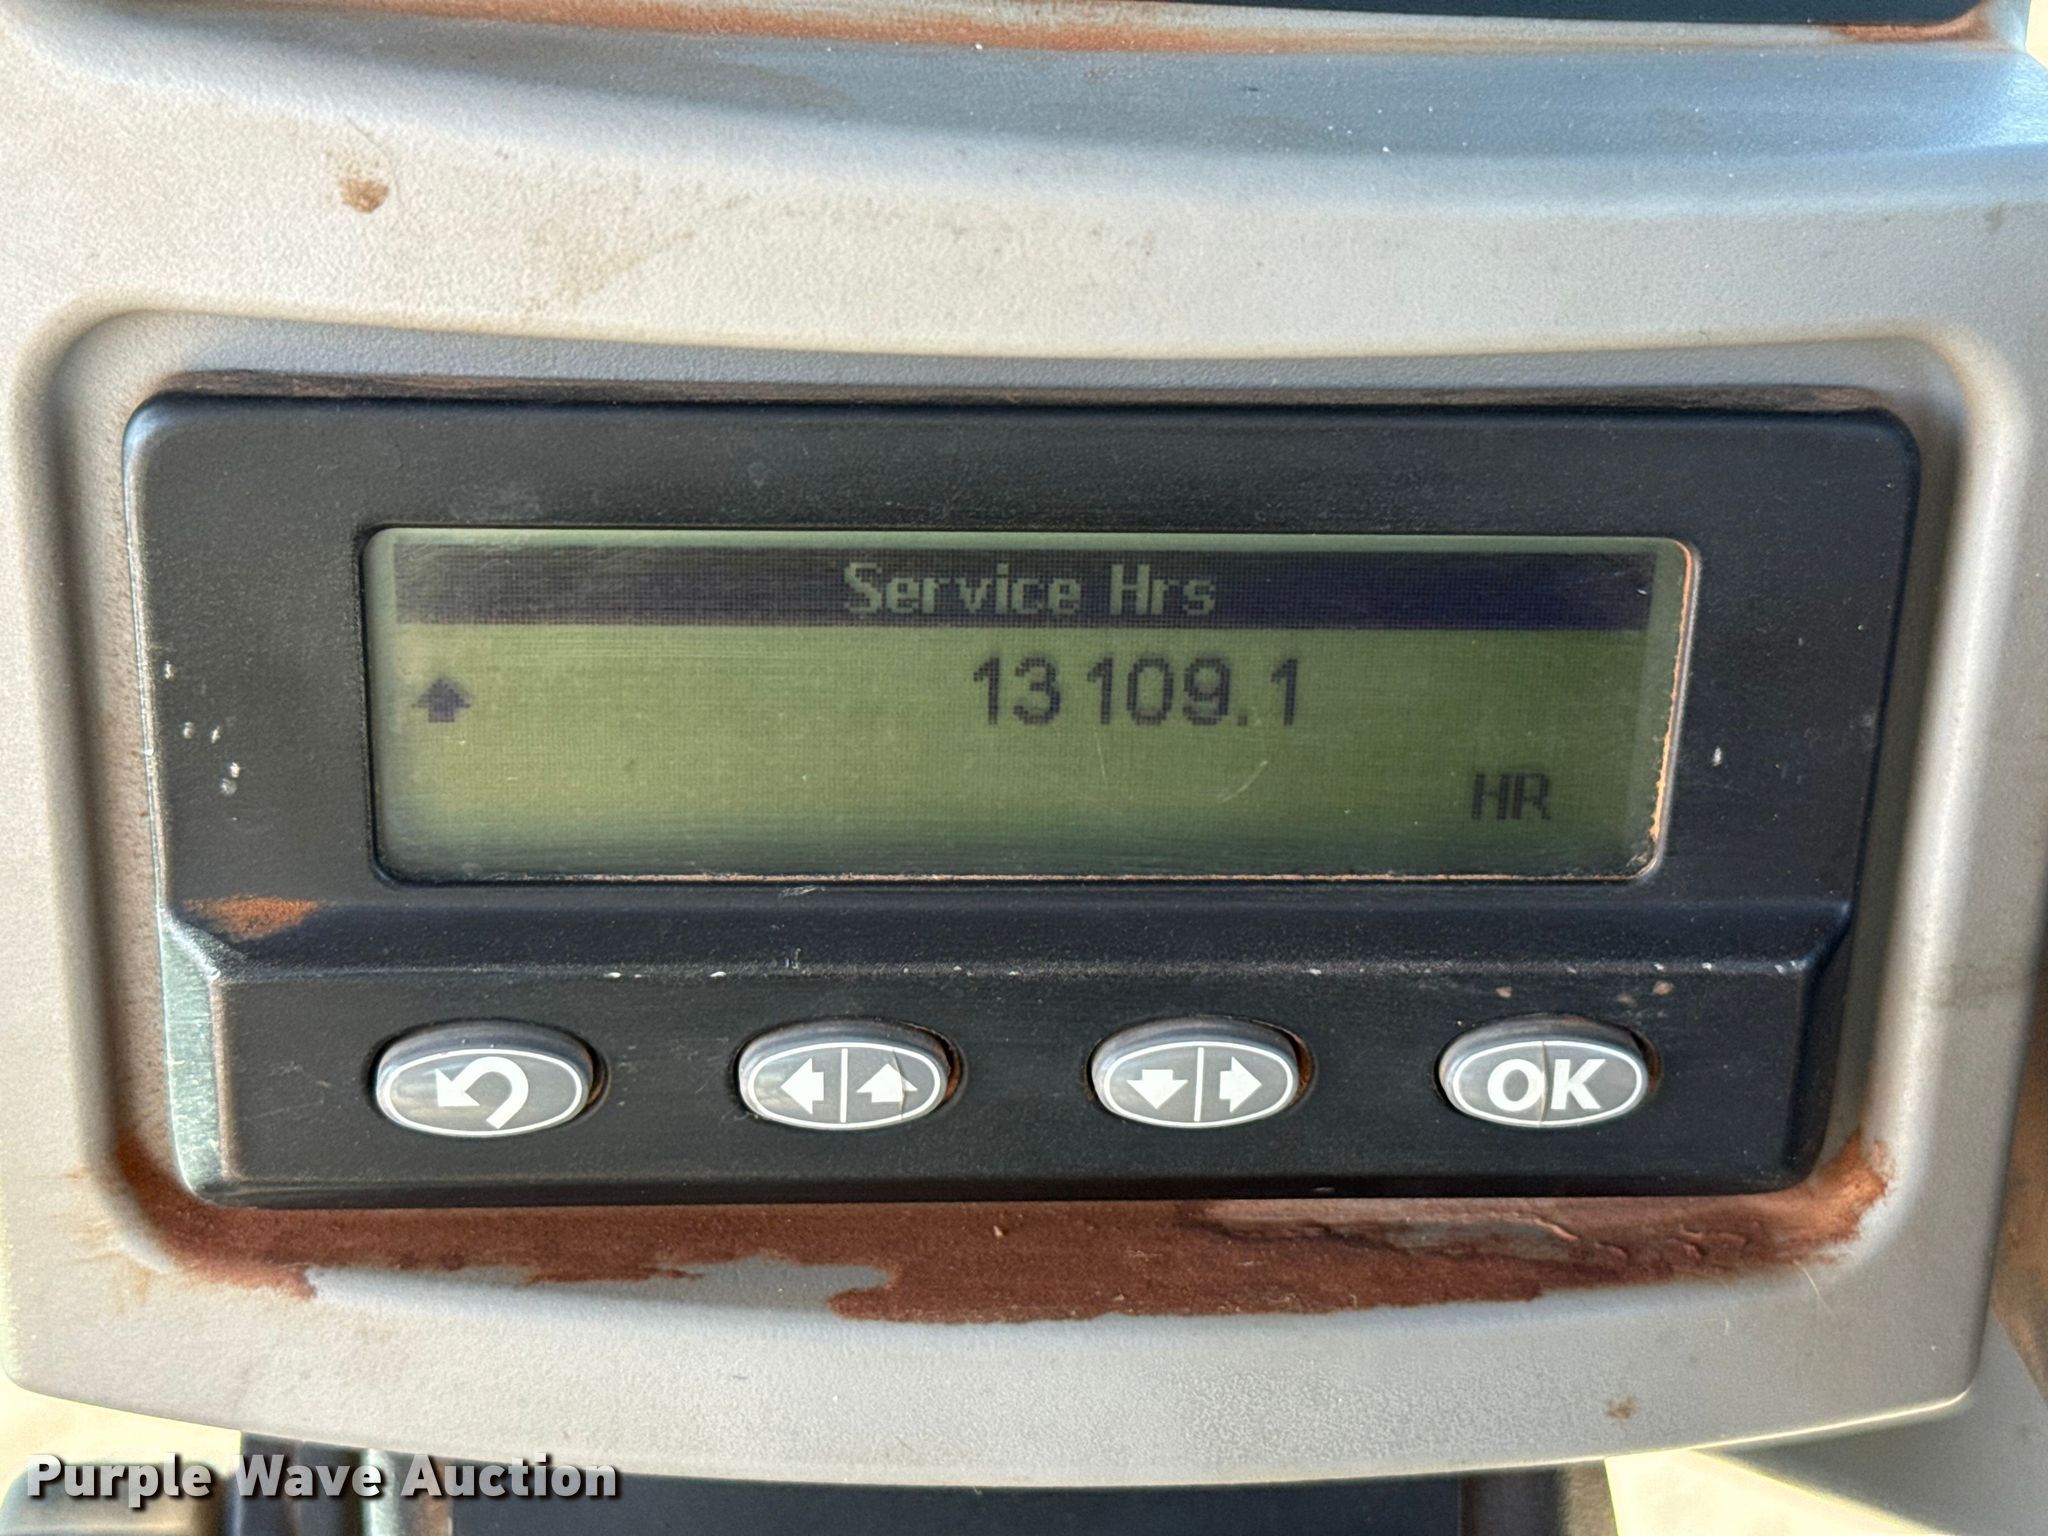 Service Hrs
13109.1
HR
OK
Purple Wave Auction